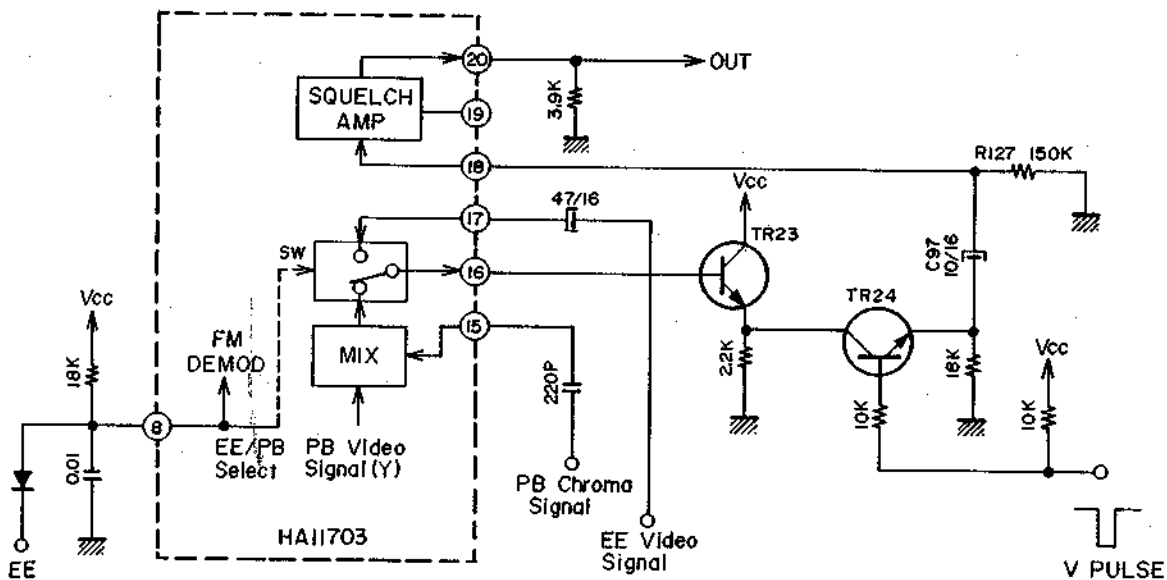 20
OUT
SQUELCH
AMP
19
3.9K
18
R127 150K
Vcc
47/16
17
TR23
C97
10/16
SW
16
TR24
Vcc
15
Vcc
FM
DEMOD
MIX
18K
2.2K
18K
220P
10K
10K
8
EE/PB
Select
PB Video
Signal(Y)
0.01
PB Chroma
Signal
HA11703
EE Video
Signal
EE
V PULSE